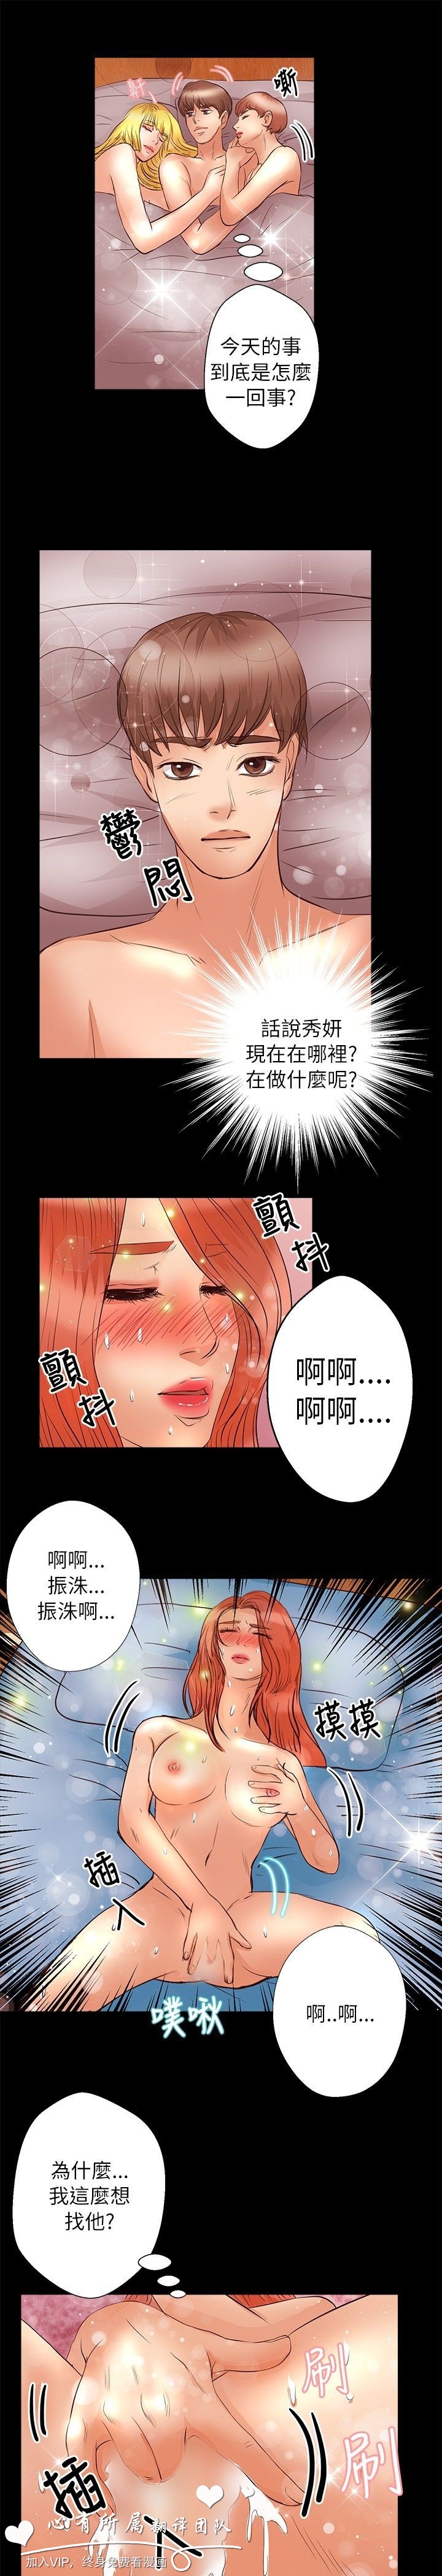 鼾
嘶
今天的事
到底是怎麼
一回事?
鬱
悶
話說秀妍
現在在哪裡?
在做什麼呢?
顫
抖
顫
抖
啊啊....
啊啊....
啊啊...
振洙...
振洙啊...
摸摸
插
入
噗啾
啊..啊...
為什麼...
我這麼想
找他?
刷
刷
插
入
心有所属翻译团队
加入VIP，终身免费看漫画